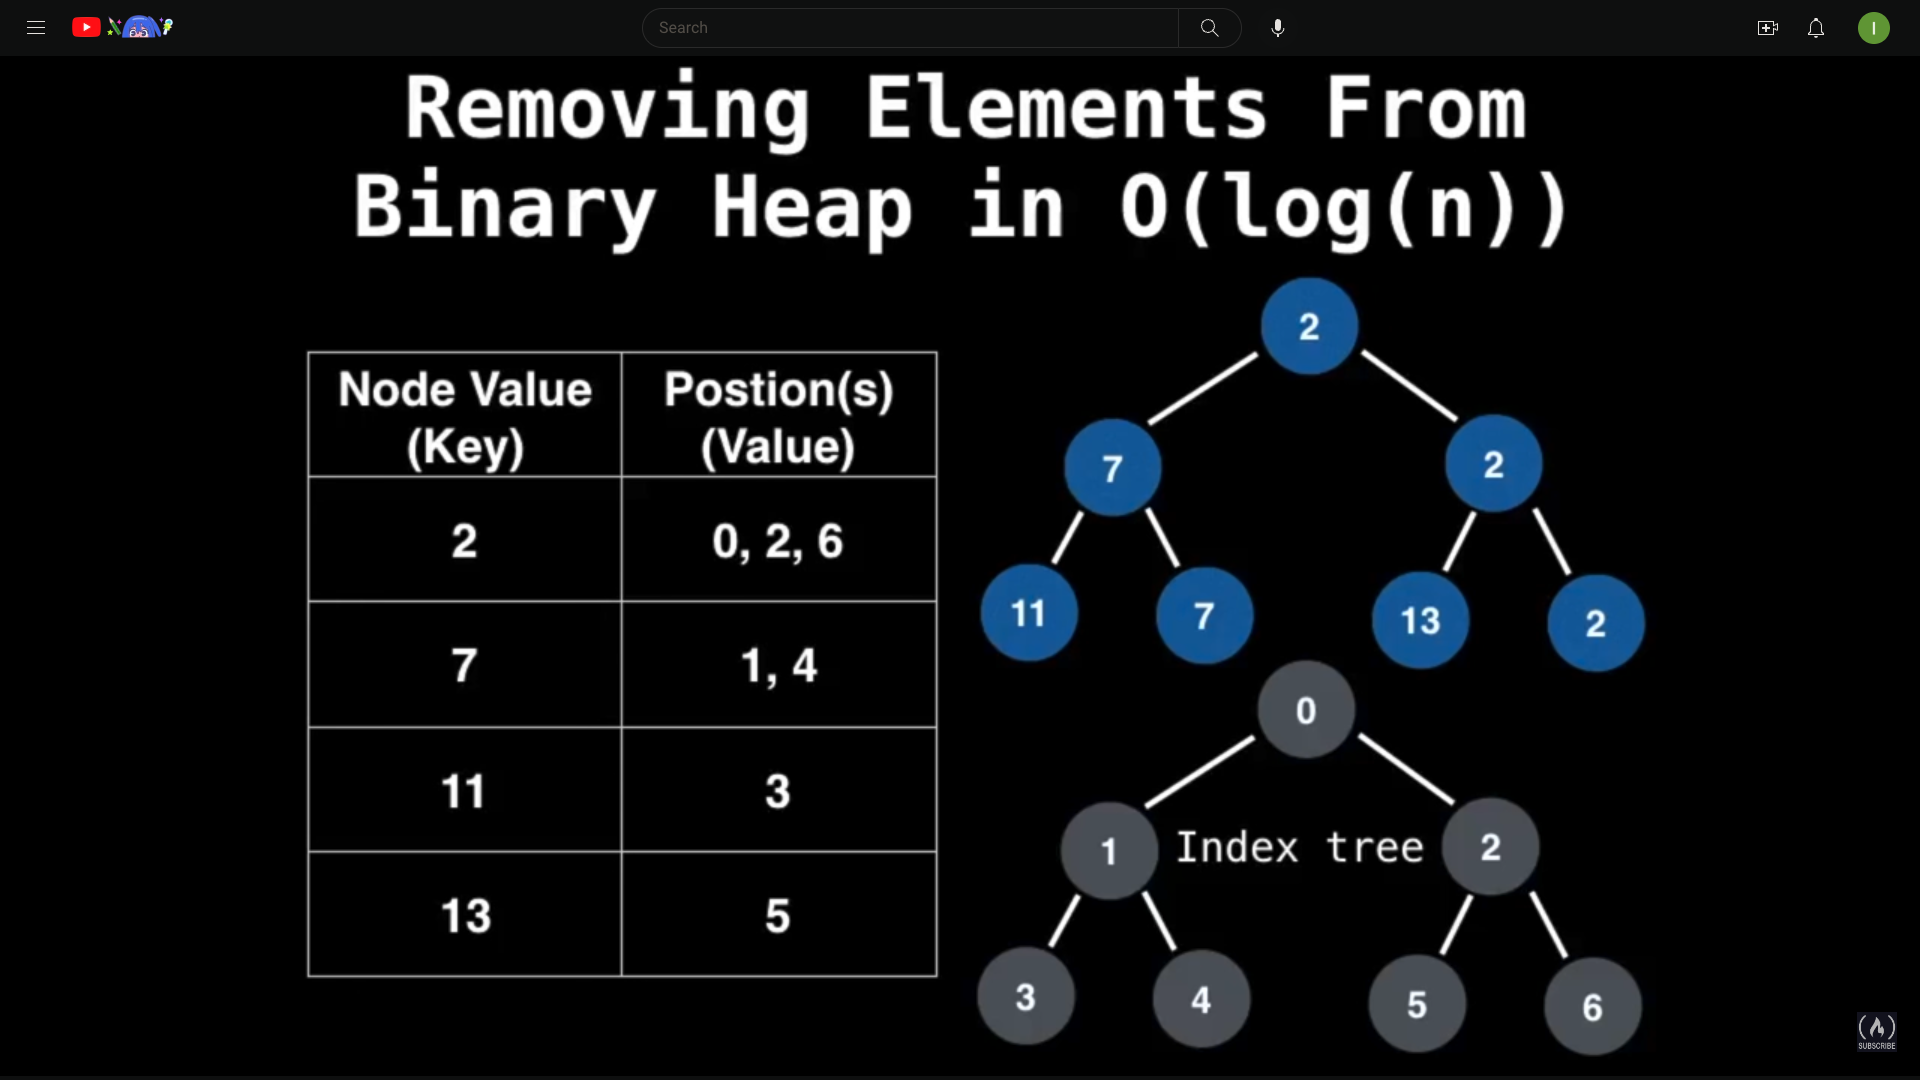 Search
I
Removing Elements From
Binary Heap in O(log(n))
Node Value
(Key)
Postion(s)
(Value)
2
0, 2, 6
7
1, 4
11
3
13
5
2
7
2
11
7
13
2
0
1
Index tree
2
3
4
5
6
SUBSCRIBE